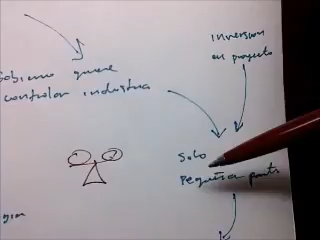 Inversion
en proyecto
Gobierno quiere
controlar industria
Solo
Pequeña parte